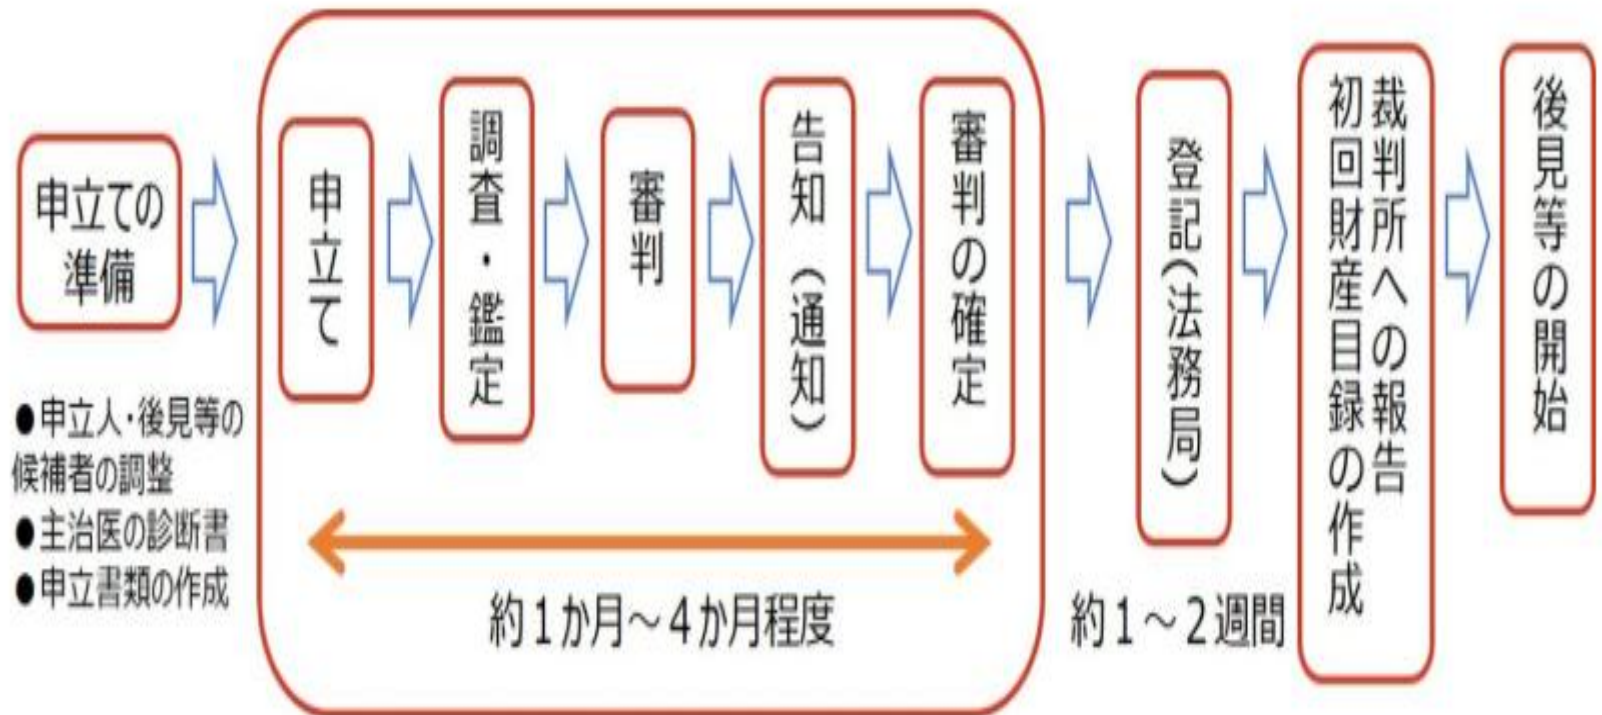 申立ての
準備
●申立人・後見等の
候補者の調整
●主治医の診断書
●申立書類の作成
申立て
調査・鑑定
審判
告知（通知）
審判の確定
約１か月～４か月程度
登記（法務局）
約１～２週間
裁判所への報告
初回財産目録の作成
後見等の開始